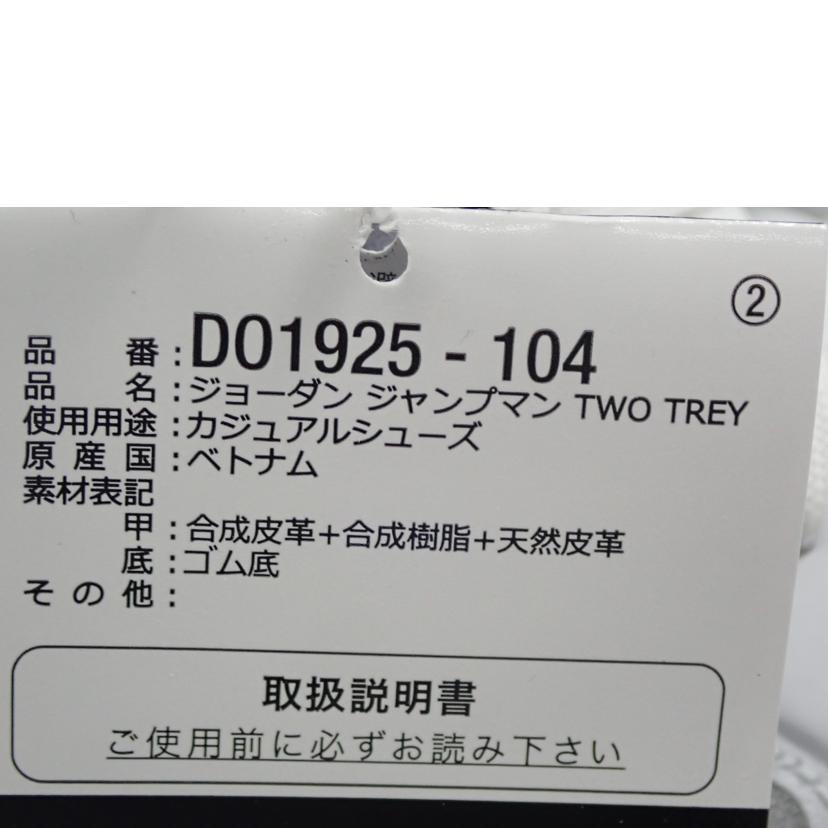 ②
品番：DO1925 - 104
品名：ジョーダン ジャンプマン TWO TREY
使用用途：カジュアルシューズ
原産国：ベトナム
素材表記
甲：合成皮革＋合成樹脂＋天然皮革
底：ゴム底
その他：
取扱説明書
ご使用前に必ずお読み下さい